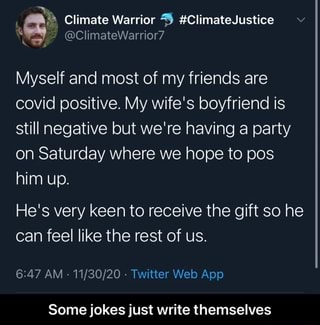 Climate Warrior 🐬 #ClimateJustice
@ClimateWarrior7
Myself and most of my friends are
covid positive. My wife's boyfriend is
still negative but we're having a party
on Saturday where we hope to pos
him up.
He's very keen to receive the gift so he
can feel like the rest of us.
6:47 AM · 11/30/20 · Twitter Web App
Some jokes just write themselves